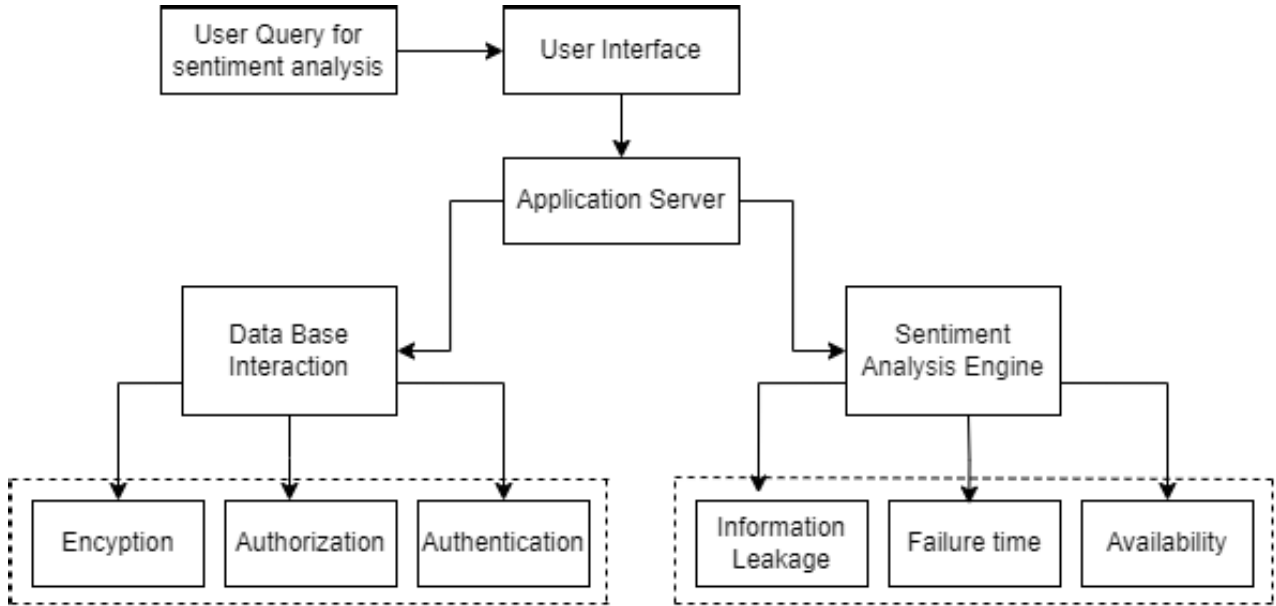 User Query for
sentiment analysis
User Interface
Application Server
Data Base
Interaction
Sentiment
Analysis Engine
Encyption
Authorization
Authentication
Information
Leakage
Failure time
Availability